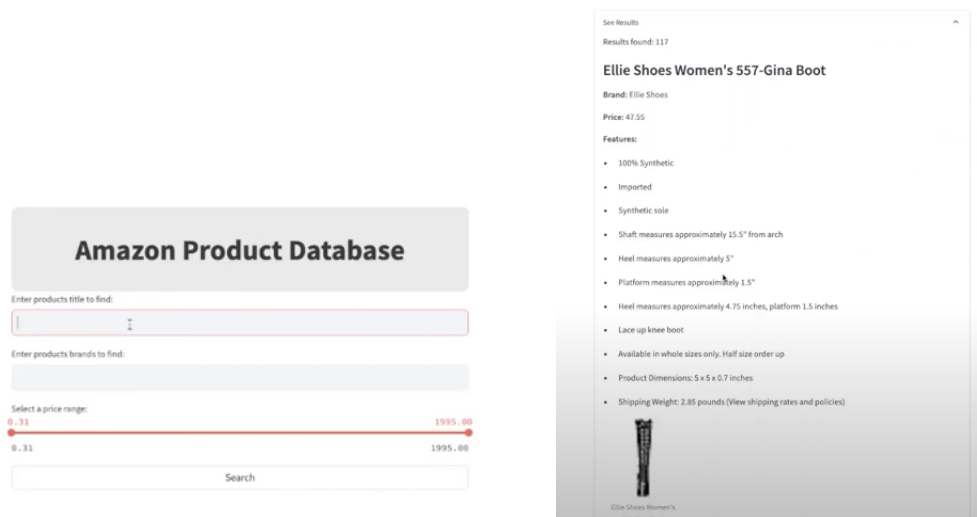 Amazon Product Database
Enter products title to find:
Enter products brands to find:
Select a price range:
0.31 1995.00
0.31 1995.00
Search
See Results
Results found: 117
Ellie Shoes Women's 557-Gina Boot
Brand: Ellie Shoes
Price: 47.55
Features:
• 100% Synthetic
• Imported
• Synthetic sole
• Shaft measures approximately 15.5" from arch
• Heel measures approximately 5"
• Platform measures approximately 1.5"
• Heel measures approximately 4.75 inches, platform 1.5 inches
• Lace up knee boot
• Available in whole sizes only. Half size order up
• Product Dimensions: 5 x 5 x 0.7 inches
• Shipping Weight: 2.85 pounds (View shipping rates and policies)
Ellie Shoes Women's